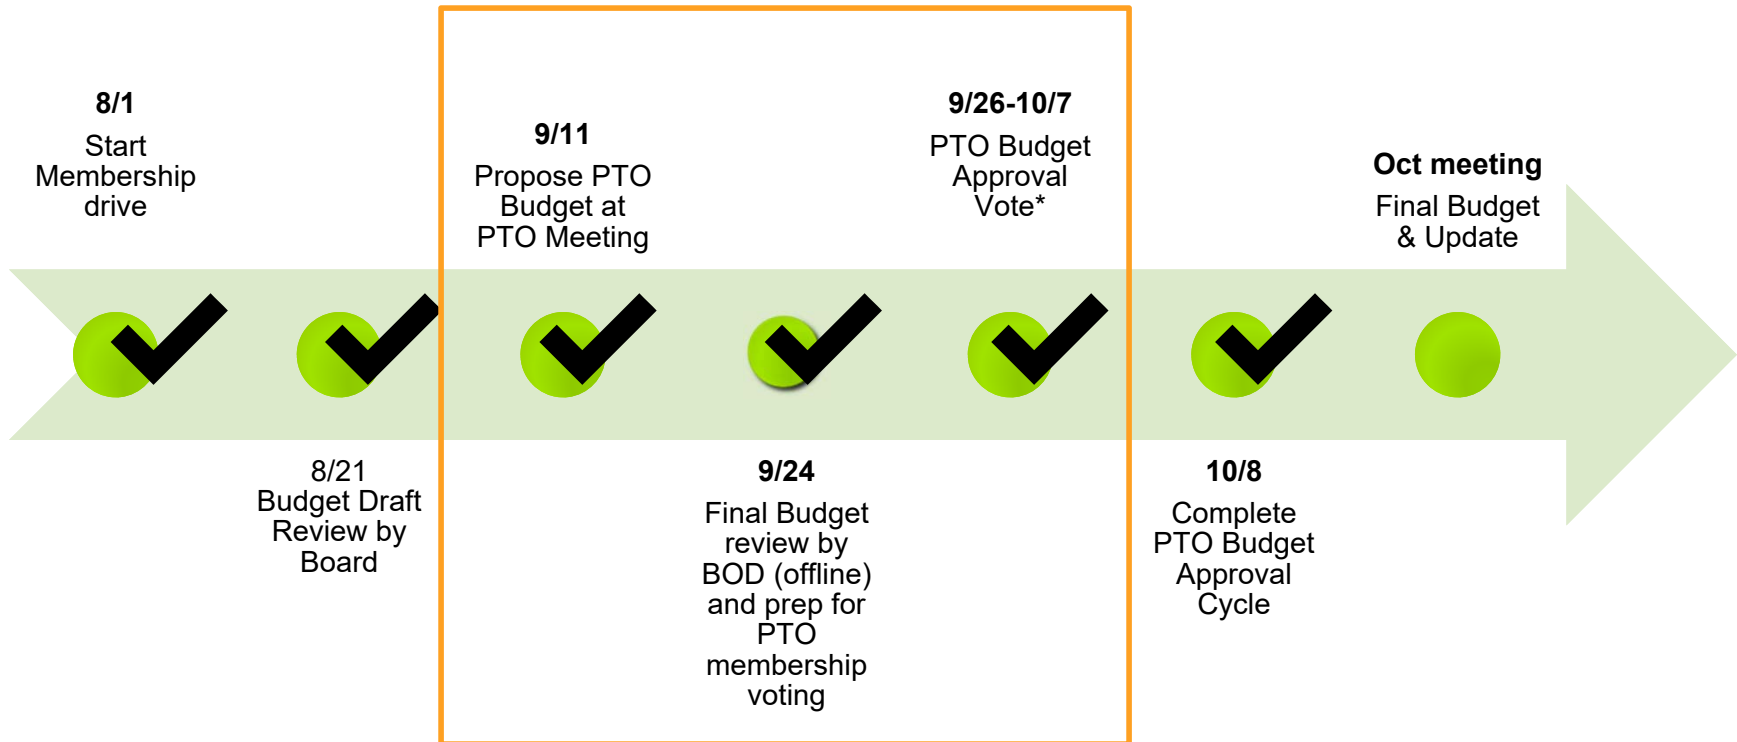 8/1
Start
Membership
drive
8/21
Budget Draft
Review by
Board
9/11
Propose PTO
Budget at
PTO Meeting
9/24
Final Budget
review by
BOD (offline)
and prep for
PTO
membership
voting
9/26-10/7
PTO Budget
Approval
Vote*
10/8
Complete
PTO Budget
Approval
Cycle
Oct meeting
Final Budget
& Update